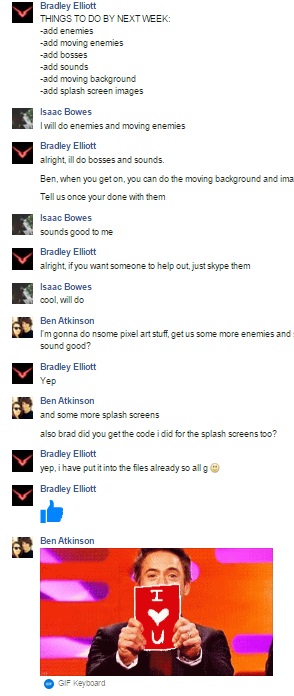 Bradley Elliott
THINGS TO DO BY NEXT WEEK:
-add enemies
-add moving enemies
-add bosses
-add sounds
-add moving background
-add splash screen images
Isaac Bowes
I will do enemies and moving enemies
Bradley Elliott
alright, ill do bosses and sounds.
Ben, when you get on, you can do the moving background and ima
Tell us once your done with them
Isaac Bowes
sounds good to me
Bradley Elliott
alright, if you want someone to help out, just skype them
Isaac Bowes
cool, will do
Ben Atkinson
I'm gonna do nsome pixel art stuff, get us some more enemies and
sound good?
Bradley Elliott
Yep
Ben Atkinson
and some more splash screens
also brad did you get the code i did for the splash screens too?
Bradley Elliott
yep, i have put it into the files already so all g
Bradley Elliott
Ben Atkinson
I
♥
U
GIF Keyboard